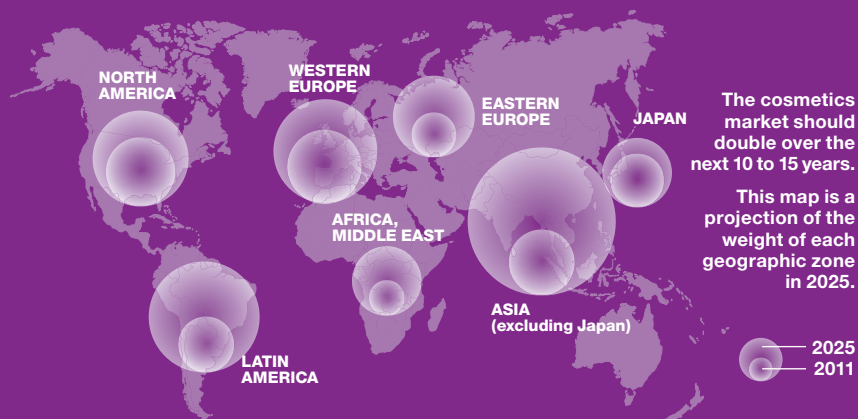 NORTH
AMERICA
WESTERN
EUROPE
EASTERN
EUROPE
JAPAN
The cosmetics
market should
double over the
next 10 to 15 years.
This map is a
projection of the
weight of each
geographic zone
in 2025.
AFRICA,
MIDDLE EAST
ASIA
(excluding Japan)
LATIN
AMERICA
2025
2011